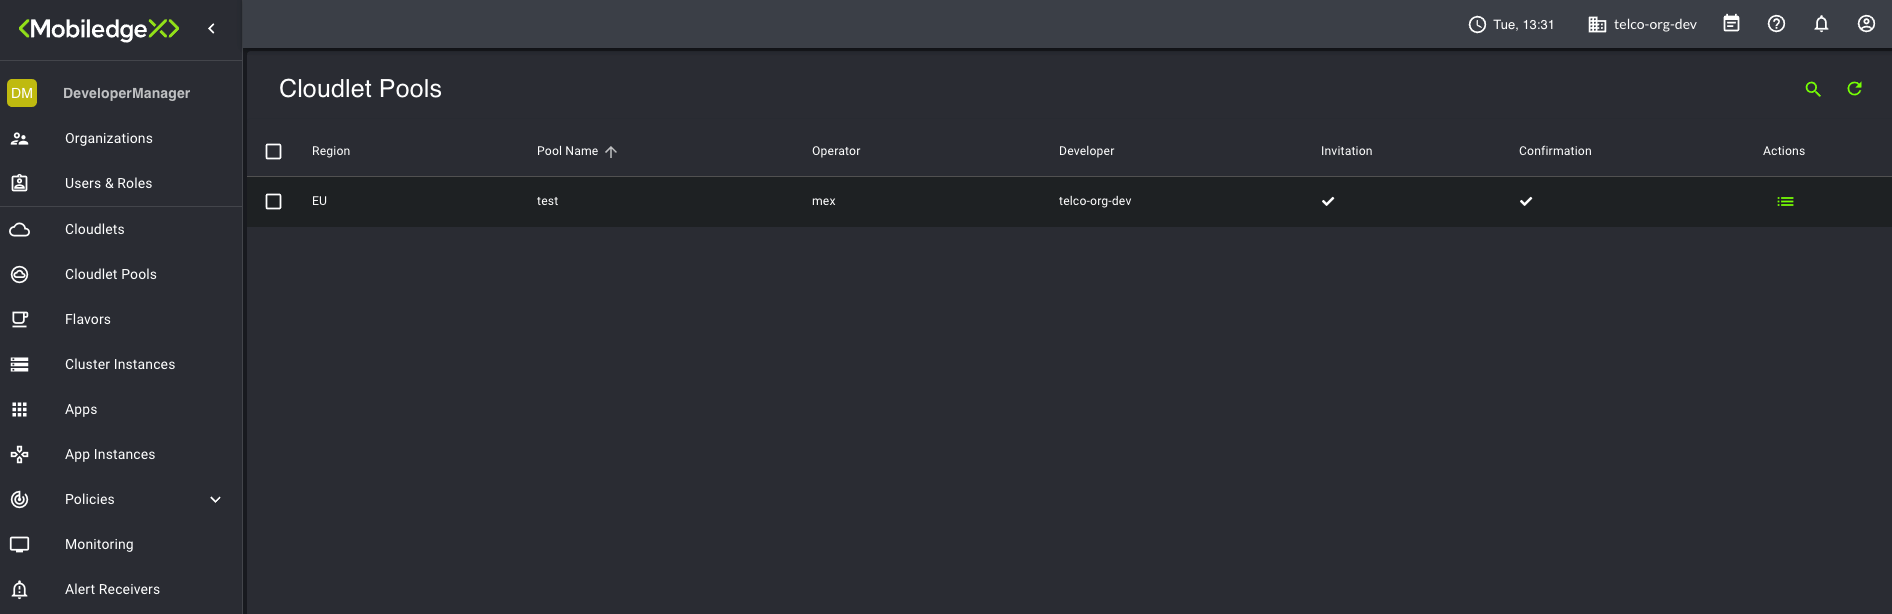 <MobiledgeX>
Tue, 13:31
telco-org-dev
DM
DeveloperManager
Organizations
Users & Roles
Cloudlets
Cloudlet Pools
Flavors
Cluster Instances
Apps
App Instances
Policies
Monitoring
Alert Receivers
Cloudlet Pools
Region Pool Name Operator Developer Invitation Confirmation Actions
EU test mex telco-org-dev